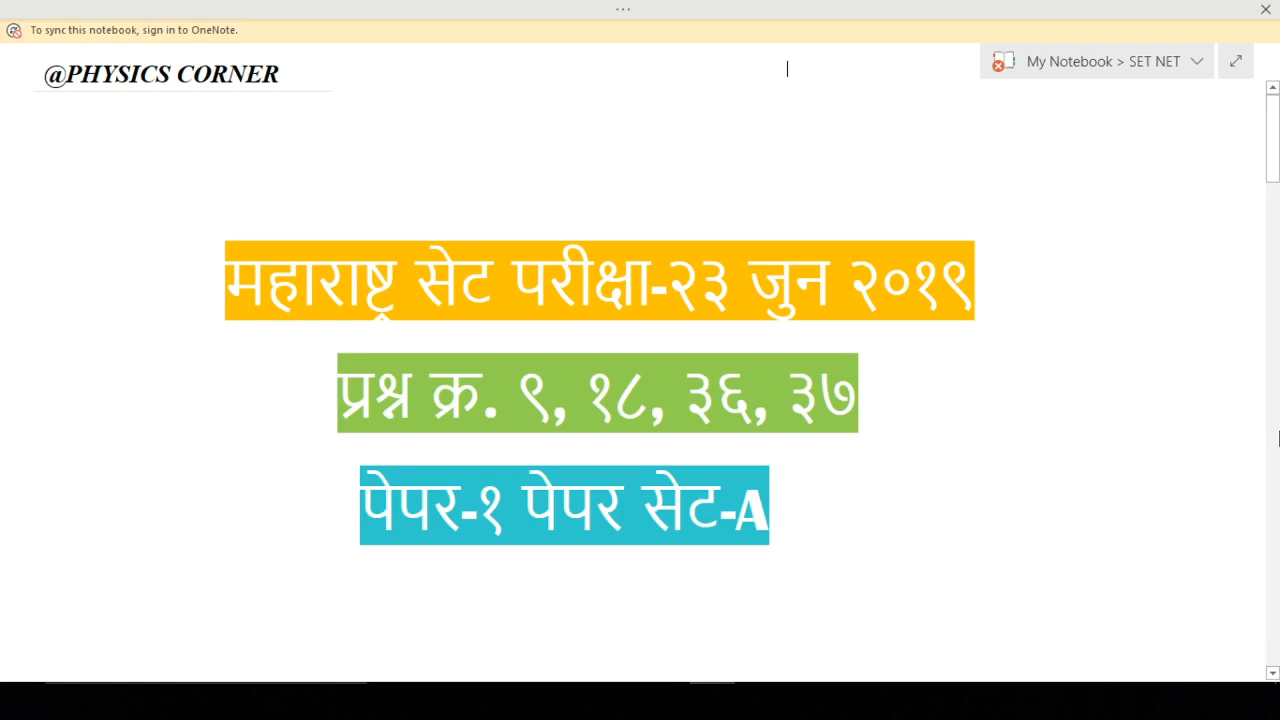 To sync this notebook, sign in to OneNote.
@PHYSICS CORNER
My Notebook > SET NET
महाराष्ट्र सेट परीक्षा-२३ जुन २०१९
प्रश्न क्र. ९, १८, ३६, ३७
पेपर-१ पेपर सेट-A